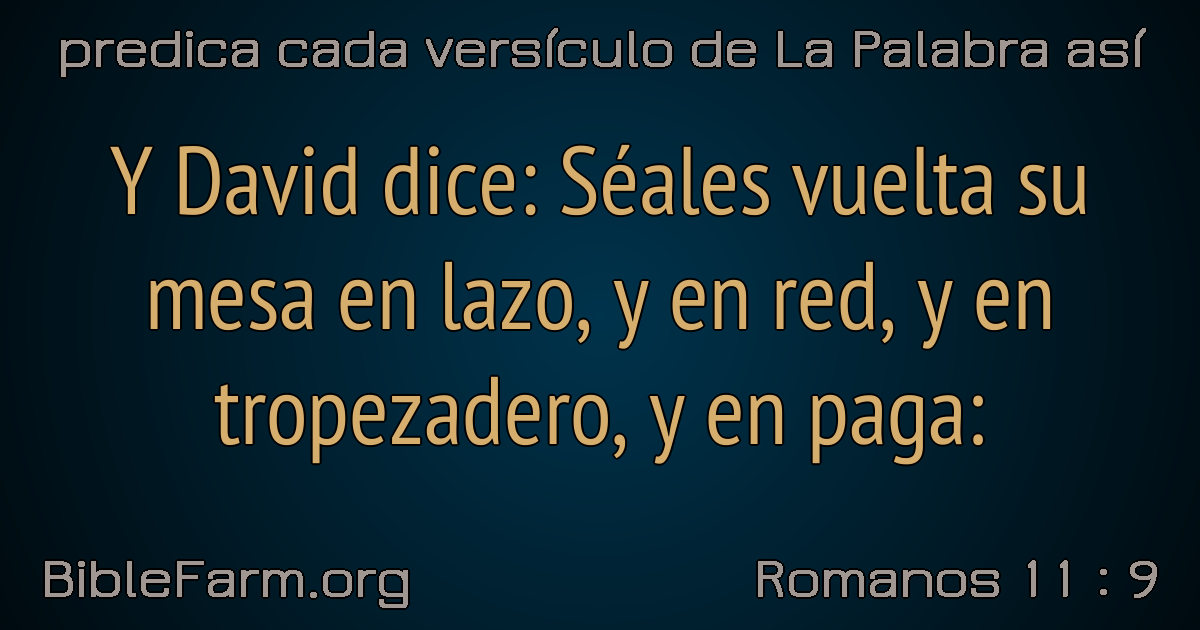 predica cada versículo de La Palabra así
Y David dice: Séales vuelta su
mesa en lazo, y en red, y en
tropezadero, y en paga:
BibleFarm.org
Romanos 11 : 9